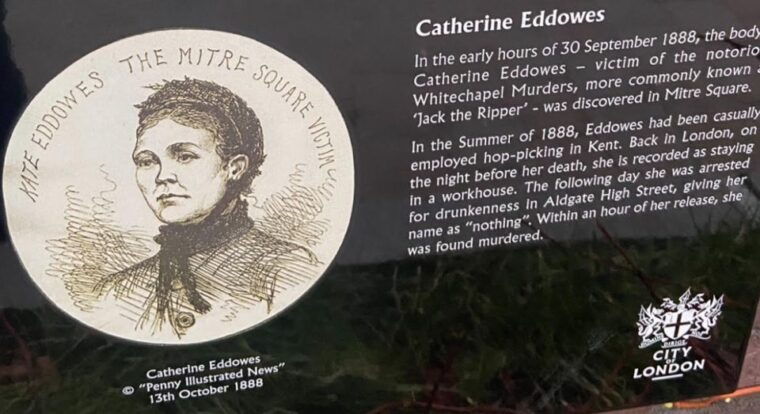 KATE EDDOWES THE MITRE SQUARE VICTIM
Catherine Eddowes
© "Penny Illustrated News"
13th October 1888
Catherine Eddowes
In the early hours of 30 September 1888, the body
Catherine Eddowes – victim of the notorio
Whitechapel Murders, more commonly known a
'Jack the Ripper' - was discovered in Mitre Square.
In the Summer of 1888, Eddowes had been casually
employed hop-picking in Kent. Back in London, on
the night before her death, she is recorded as staying
in a workhouse. The following day she was arrested
for drunkenness in Aldgate High Street, giving her
name as "nothing". Within an hour of her release, she
was found murdered.
DIRIGE
CITY
OF
LONDON